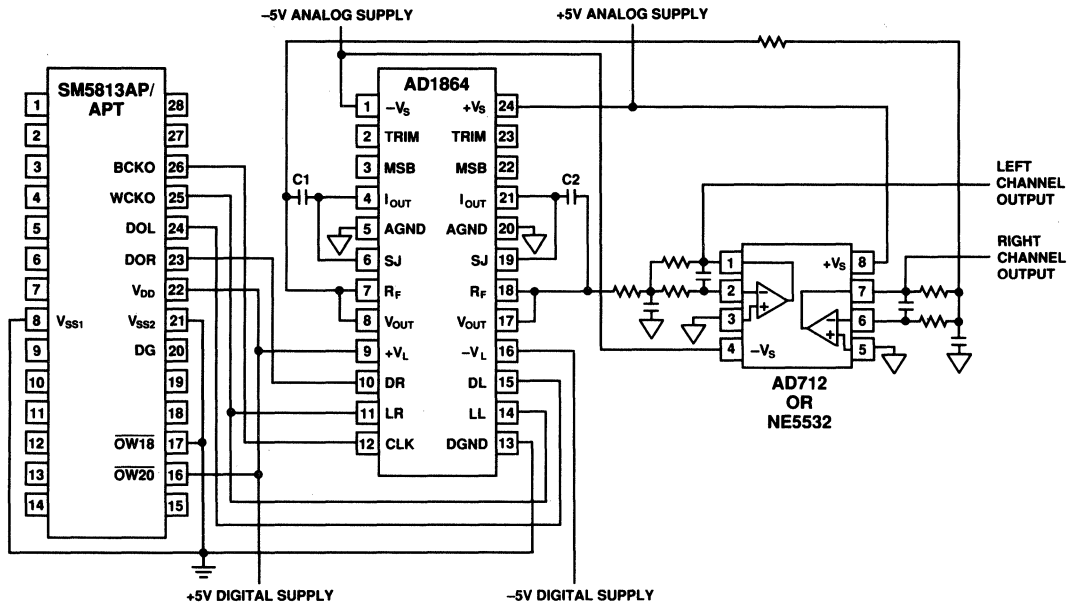 –5V ANALOG SUPPLY
+5V ANALOG SUPPLY
SM5813AP/
APT
1
2
3
4
5
6
7
8 VSS1
9
10
11
12
13
14
28
27
BCKO 26
WCKO 25
DOL 24
DOR 23
VDD 22
VSS2 21
DG 20
19
18
OW18 17
OW20 16
15
C1
AD1864
1 –VS
2 TRIM
3 MSB
4 IOUT
5 AGND
6 SJ
7 RF
8 VOUT
9 +VL
10 DR
11 LR
12 CLK
+VS 24
TRIM 23
MSB 22
IOUT 21
AGND 20
SJ 19
RF 18
VOUT 17
–VL 16
DL 15
LL 14
DGND 13
C2
LEFT
CHANNEL
OUTPUT
RIGHT
CHANNEL
OUTPUT
1
2
3
4 –VS
+VS 8
7
6
5
AD712
OR
NE5532
+5V DIGITAL SUPPLY
–5V DIGITAL SUPPLY